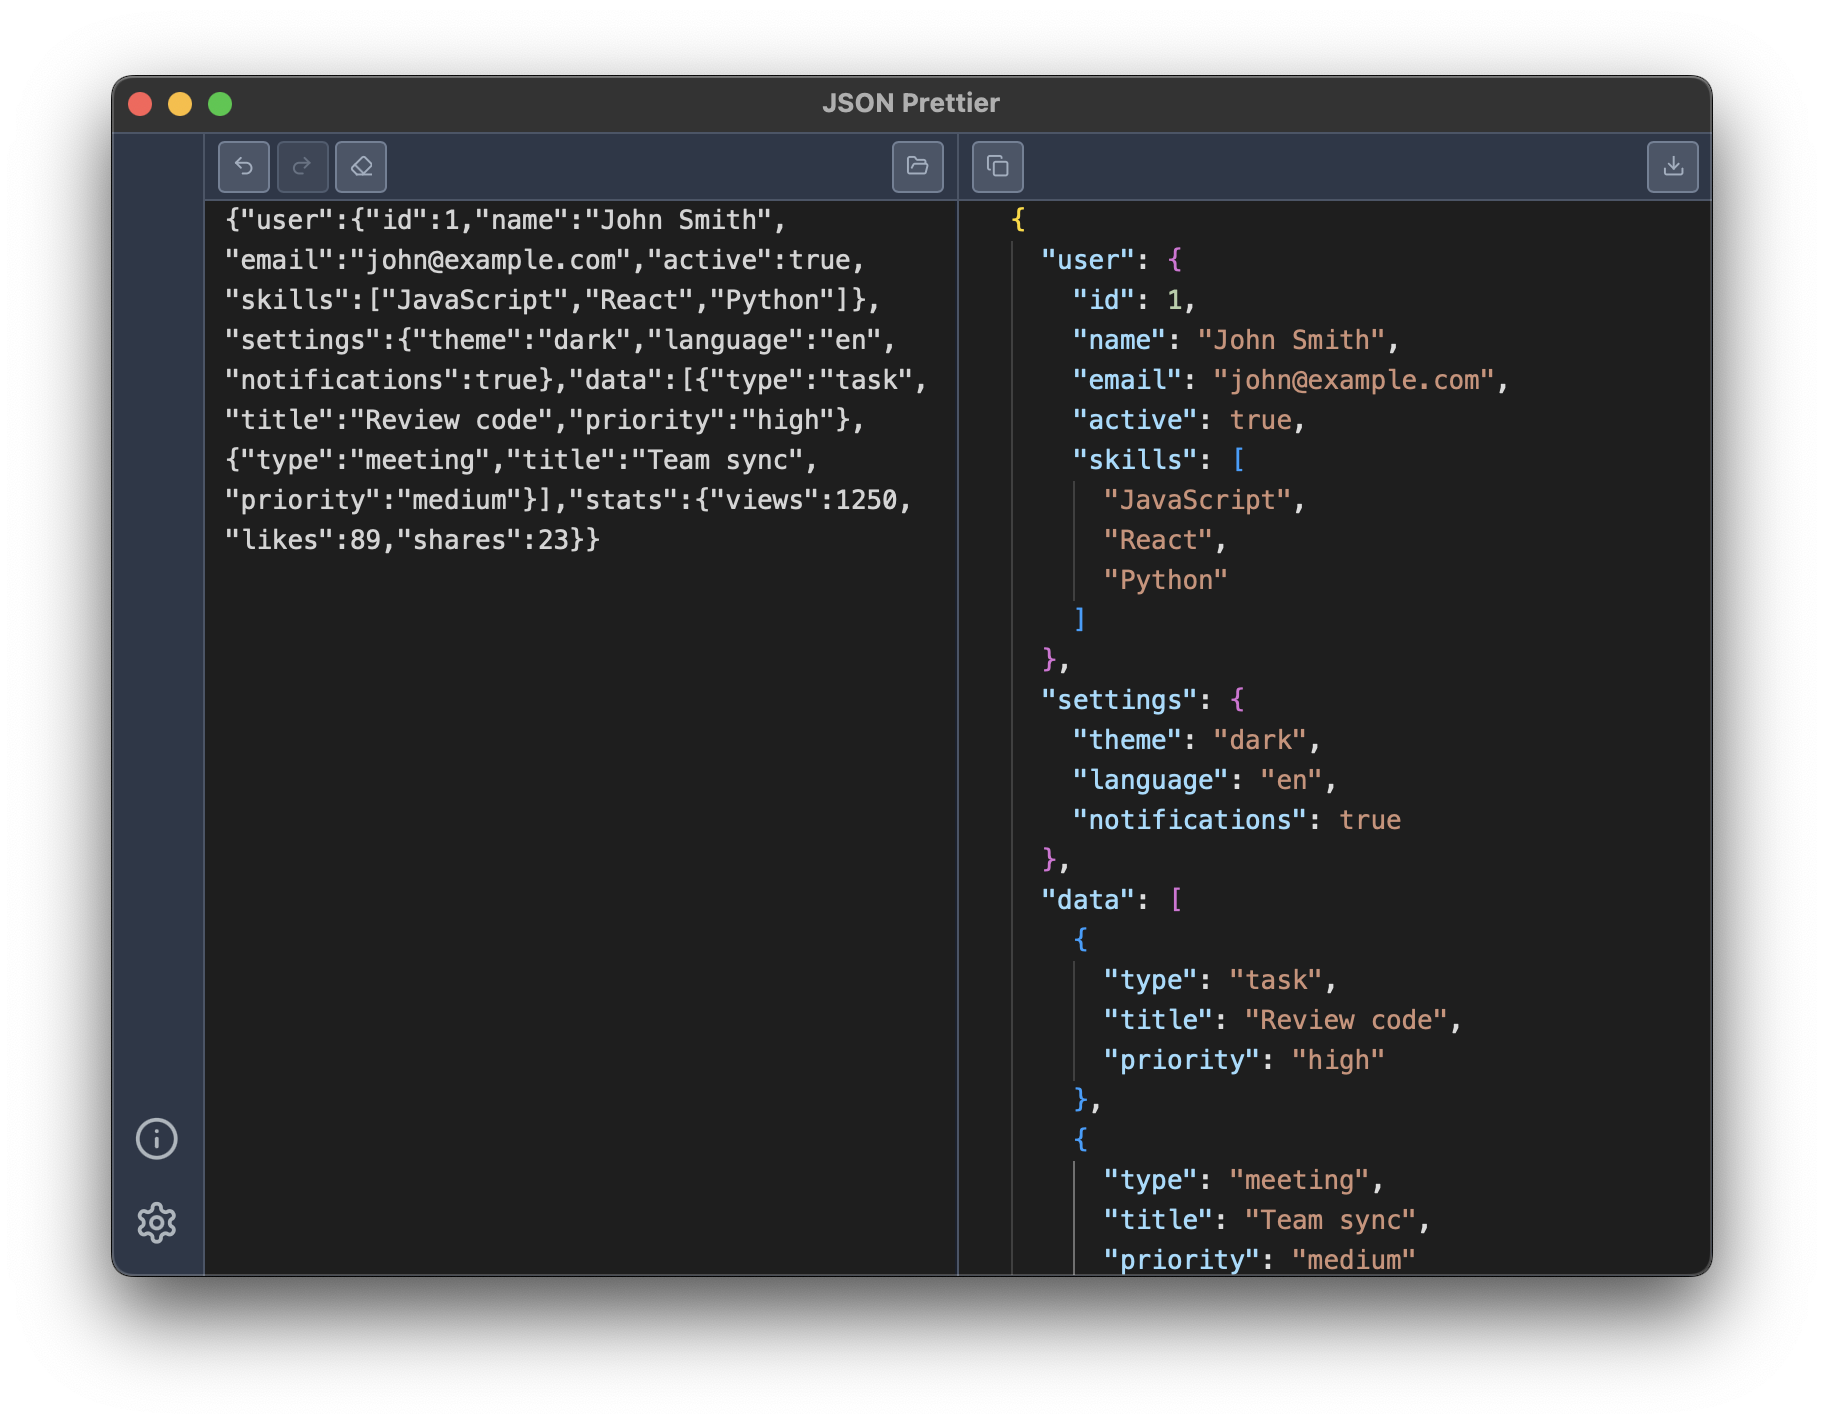 JSON Prettier
{"user":{"id":1,"name":"John Smith",
"email":"john@example.com","active":true,
"skills":["JavaScript","React","Python"]},
"settings":{"theme":"dark","language":"en",
"notifications":true},"data":[{"type":"task",
"title":"Review code","priority":"high"},
{"type":"meeting","title":"Team sync",
"priority":"medium"}],"stats":{"views":1250,
"likes":89,"shares":23}}
{
  "user": {
    "id": 1,
    "name": "John Smith",
    "email": "john@example.com",
    "active": true,
    "skills": [
      "JavaScript",
      "React",
      "Python"
    ]
  },
  "settings": {
    "theme": "dark",
    "language": "en",
    "notifications": true
  },
  "data": [
    {
      "type": "task",
      "title": "Review code",
      "priority": "high"
    },
    {
      "type": "meeting",
      "title": "Team sync",
      "priority": "medium"